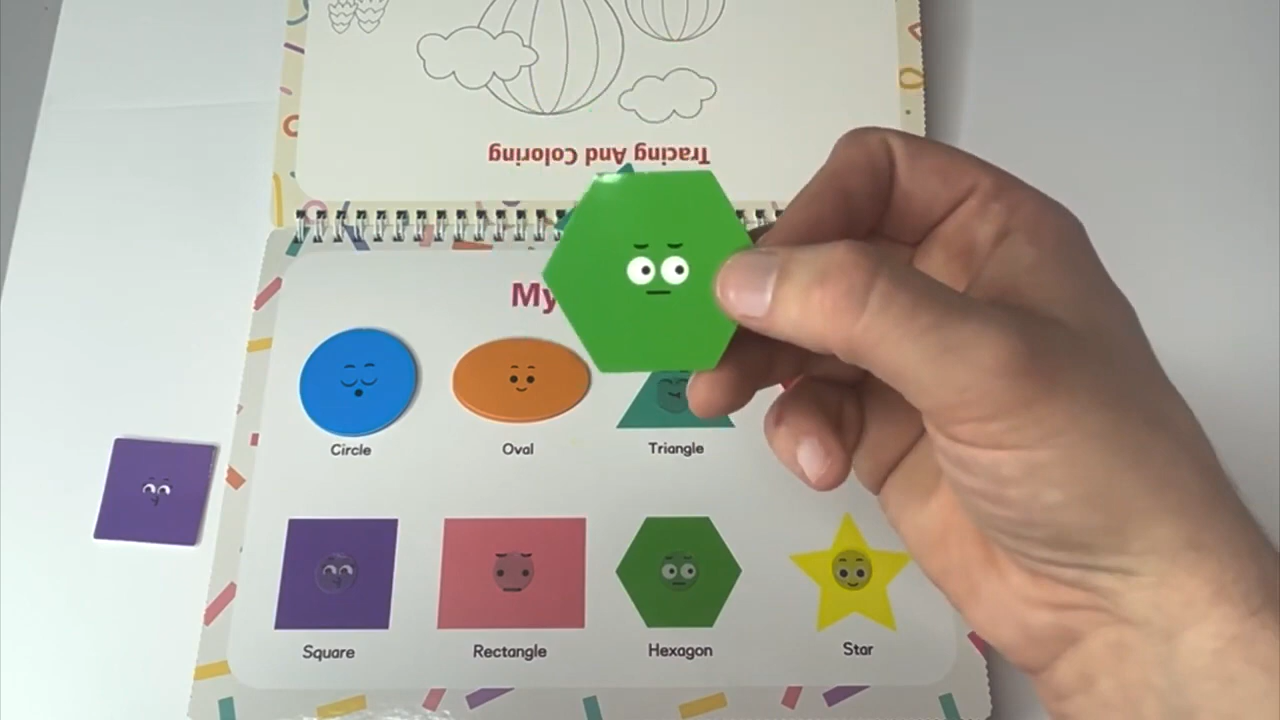 Tracing And Coloring
My
Circle
Oval
Triangle
Square
Rectangle
Hexagon
Star